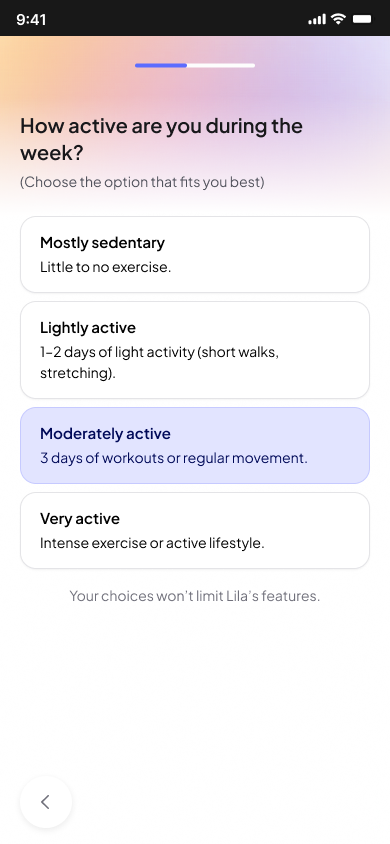 9:41
How active are you during the
week?
(Choose the option that fits you best)
Mostly sedentary
Little to no exercise.
Lightly active
1–2 days of light activity (short walks,
stretching).
Moderately active
3 days of workouts or regular movement.
Very active
Intense exercise or active lifestyle.
Your choices won’t limit Lila’s features.